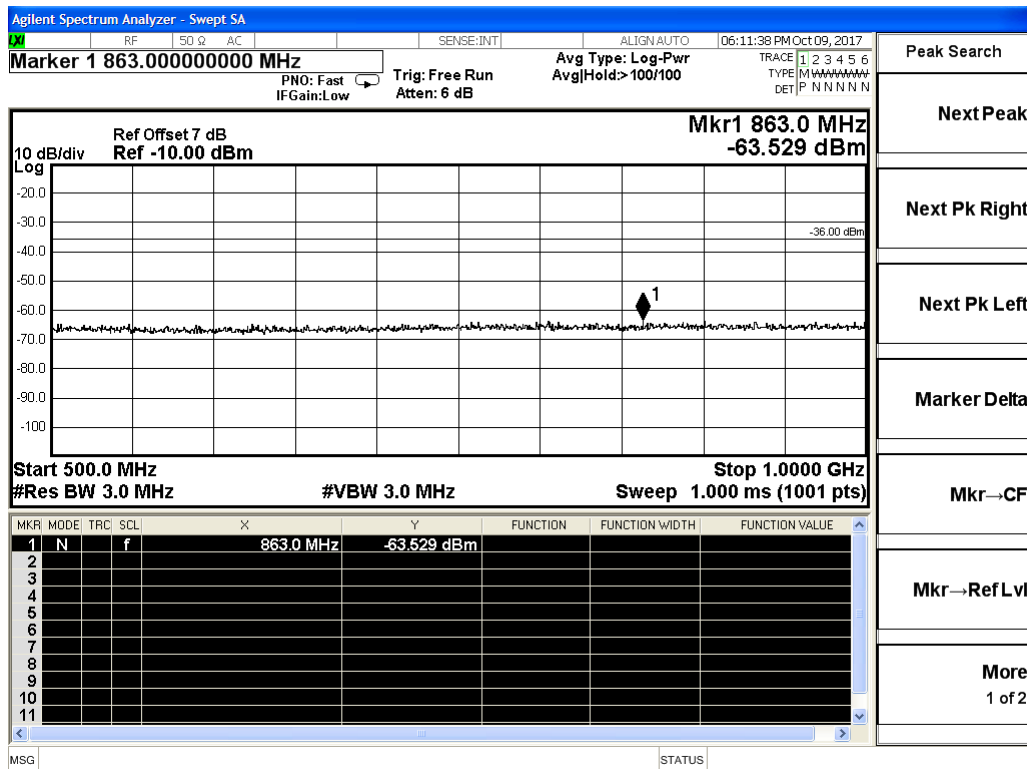 Agilent Spectrum Analyzer - Swept SA
LXI RF 50 Ω AC SENSE:INT ALIGN AUTO 06:11:38 PM Oct 09, 2017
Marker 1 863.000000000 MHz
PNO: Fast
IFGain:Low
Trig: Free Run
Atten: 6 dB
Avg Type: Log-Pwr
Avg|Hold:>100/100
TRACE 1 2 3 4 5 6
TYPE M W W W W W
DET P N N N N N
Ref Offset 7 dB
10 dB/div Ref -10.00 dBm
Log
Mkr1 863.0 MHz
-63.529 dBm
-20.0
-30.0
-36.00 dBm
-40.0
-50.0
1
-60.0
-70.0
-80.0
-90.0
-100
Start 500.0 MHz Stop 1.0000 GHz
#Res BW 3.0 MHz #VBW 3.0 MHz Sweep 1.000 ms (1001 pts)
MKR MODE TRC SCL X Y FUNCTION FUNCTION WIDTH FUNCTION VALUE
1 N f 863.0 MHz -63.529 dBm
2
3
4
5
6
7
8
9
10
11
MSG STATUS
Peak Search
Next Peak
Next Pk Right
Next Pk Left
Marker Delta
Mkr→CF
Mkr→Ref Lvl
More
1 of 2